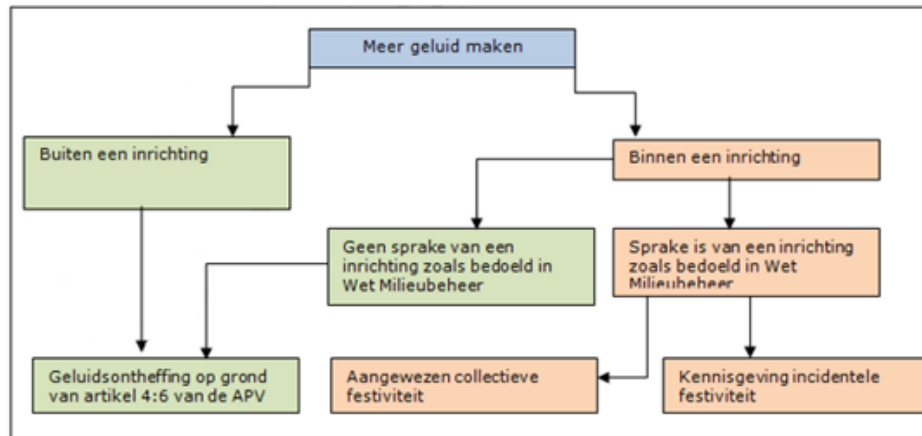 Meer geluid maken
Buiten een inrichting
Binnen een inrichting
Geen sprake van een
inrichting zoals bedoeld in
Wet Milieubeheer
Sprake is van een inrichting
zoals bedoeld in Wet
Milieubeheer
Geluidsontheffing op grond
van artikel 4:6 van de APV
Aangewezen collectieve
festiviteit
Kennisgeving incidentele
festiviteit